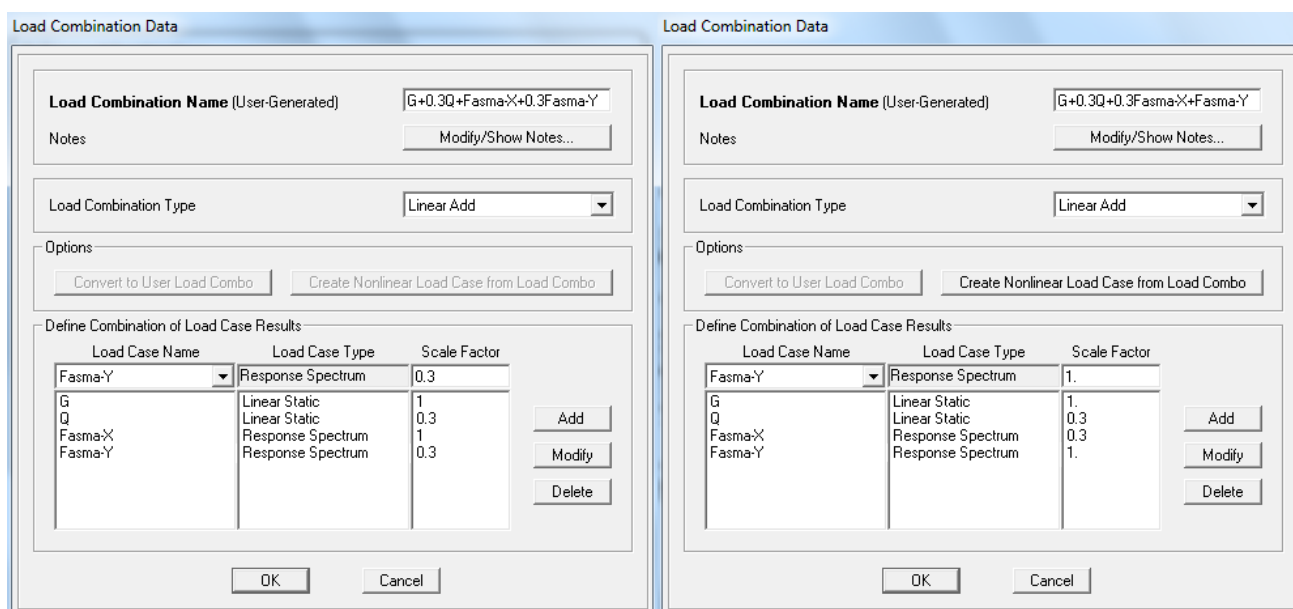 Load Combination Data
Load Combination Name (User-Generated) G+0.3Q+Fasma-X+0.3Fasma-Y
Notes Modify/Show Notes...
Load Combination Type Linear Add
Options
Convert to User Load Combo Create Nonlinear Load Case from Load Combo
Define Combination of Load Case Results
Load Case Name Load Case Type Scale Factor
Fasma-Y Response Spectrum 0.3
G Linear Static 1
Q Linear Static 0.3
Fasma-X Response Spectrum 1
Fasma-Y Response Spectrum 0.3
Add
Modify
Delete
OK Cancel
Load Combination Data
Load Combination Name (User-Generated) G+0.3Q+0.3Fasma-X+Fasma-Y
Notes Modify/Show Notes...
Load Combination Type Linear Add
Options
Convert to User Load Combo Create Nonlinear Load Case from Load Combo
Define Combination of Load Case Results
Load Case Name Load Case Type Scale Factor
Fasma-Y Response Spectrum 1.
G Linear Static 1.
Q Linear Static 0.3
Fasma-X Response Spectrum 0.3
Fasma-Y Response Spectrum 1.
Add
Modify
Delete
OK Cancel